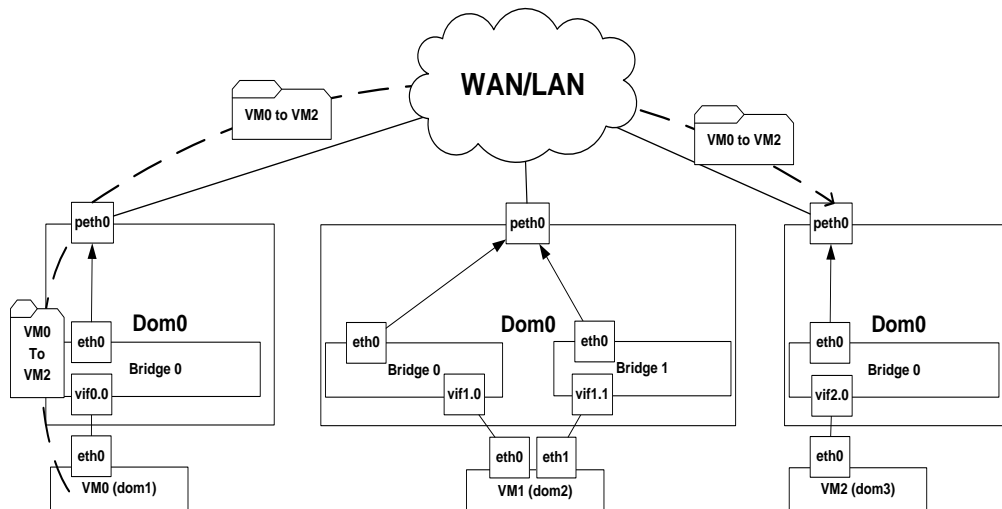 WAN/LAN
VM0 to VM2
VM0 to VM2
peth0
peth0
peth0
VM0
To
VM2
Dom0
Dom0
Dom0
eth0
eth0
eth0
eth0
Bridge 0
Bridge 0
Bridge 1
Bridge 0
vif0.0
vif1.0
vif1.1
vif2.0
eth0
eth0
eth1
eth0
VM0 (dom1)
VM1 (dom2)
VM2 (dom3)